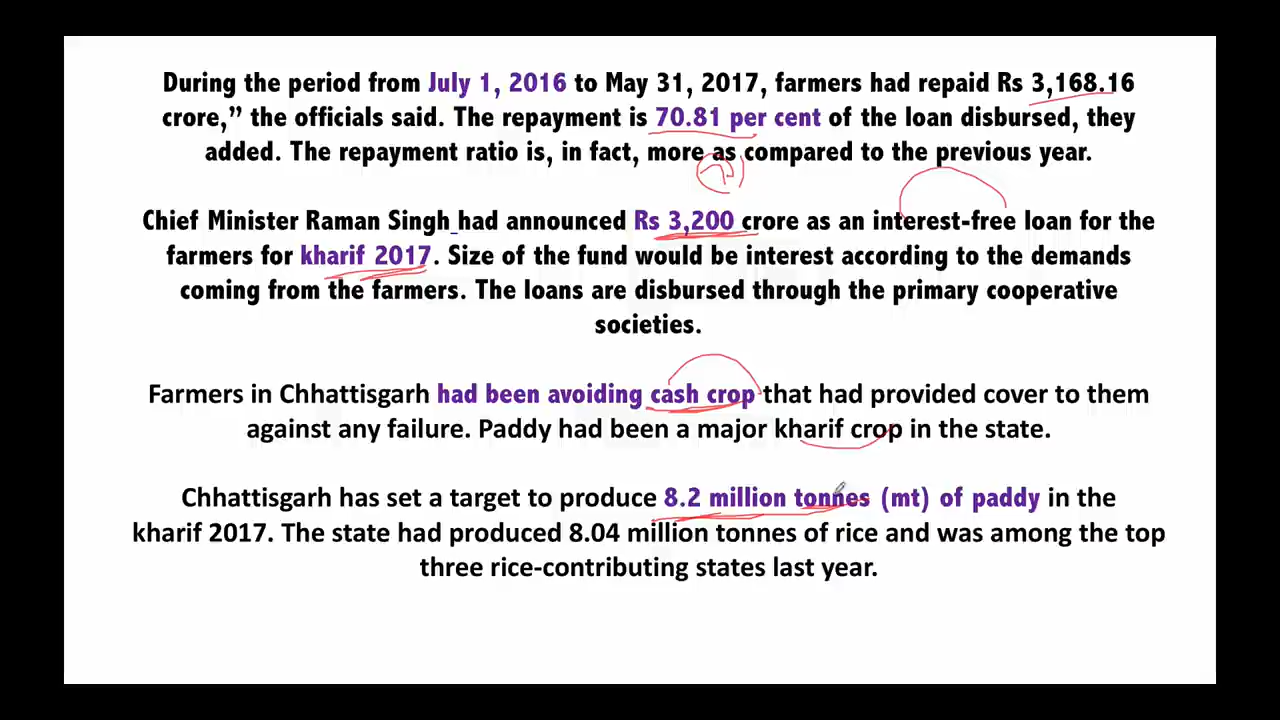 During the period from July 1, 2016 to May 31, 2017, farmers had repaid Rs 3,168.16
crore,” the officials said. The repayment is 70.81 per cent of the loan disbursed, they
added. The repayment ratio is, in fact, more as compared to the previous year.
Chief Minister Raman Singh had announced Rs 3,200 crore as an interest-free loan for the
farmers for kharif 2017. Size of the fund would be interest according to the demands
coming from the farmers. The loans are disbursed through the primary cooperative
societies.
Farmers in Chhattisgarh had been avoiding cash crop that had provided cover to them
against any failure. Paddy had been a major kharif crop in the state.
Chhattisgarh has set a target to produce 8.2 million tonnes (mt) of paddy in the
kharif 2017. The state had produced 8.04 million tonnes of rice and was among the top
three rice-contributing states last year.